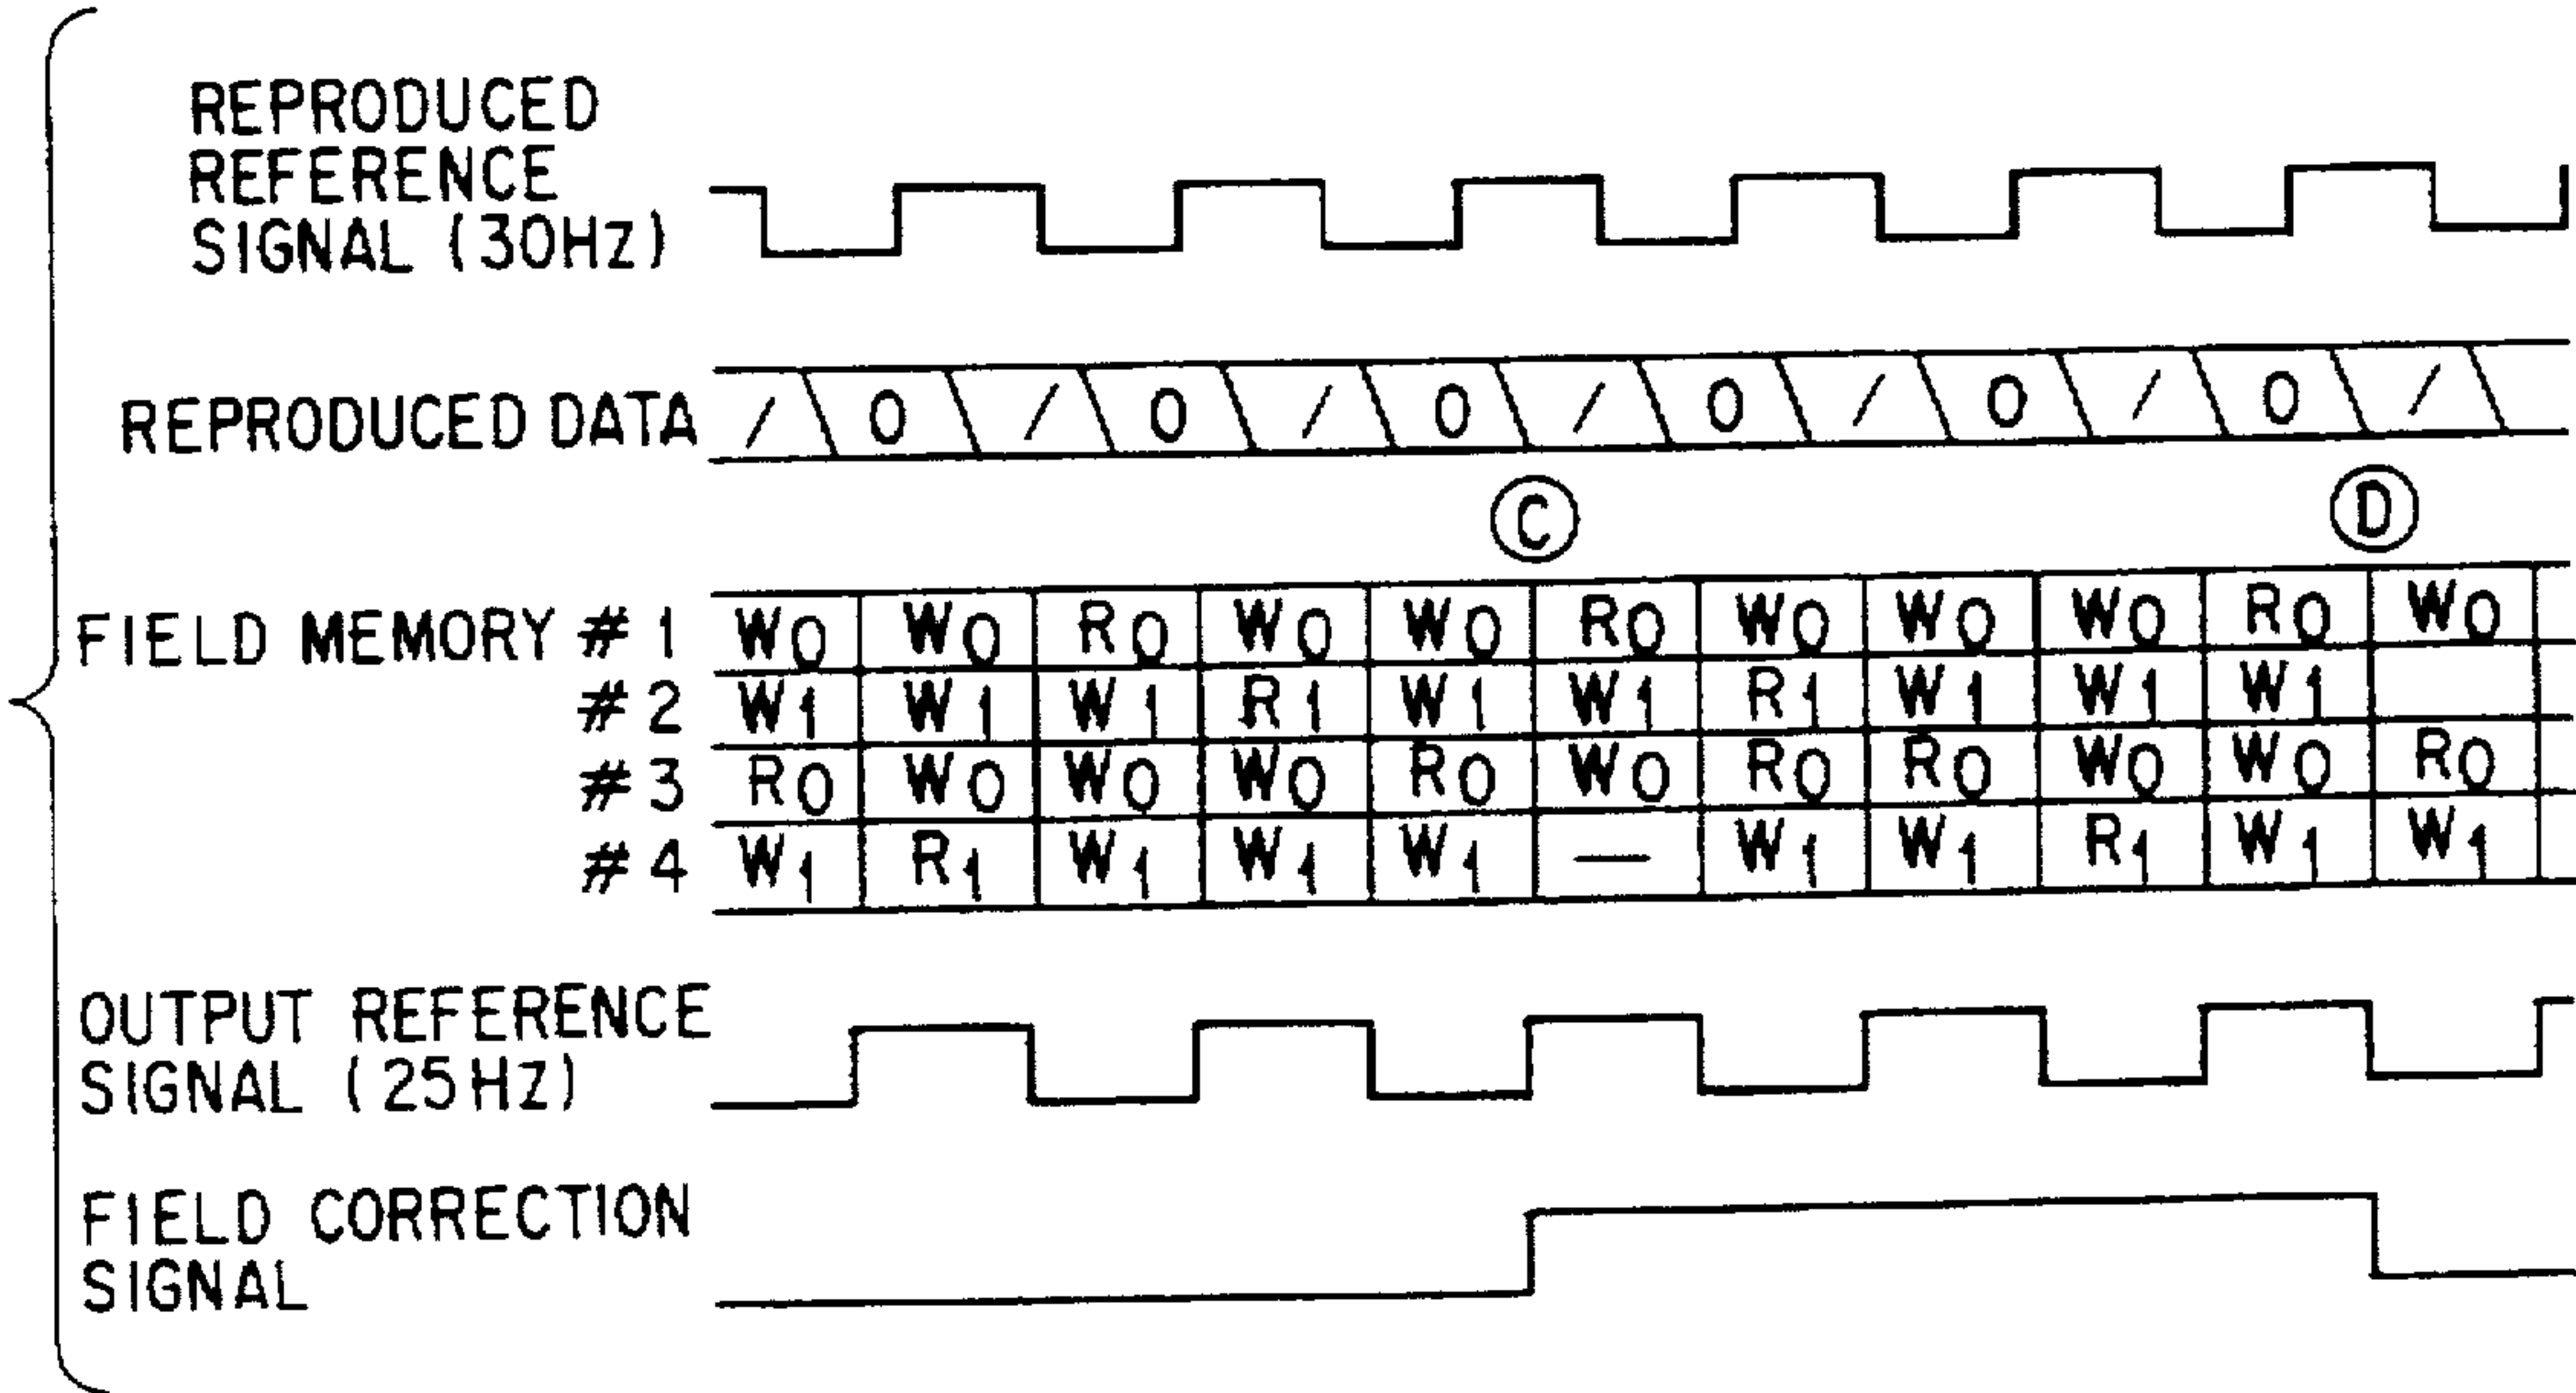 REPRODUCED
REFERENCE
SIGNAL (30HZ)
REPRODUCED DATA / 0 / 0 / 0 / 0 / 0 / 0 /
C D
FIELD MEMORY #1 W0 W0 R0 W0 W0 R0 W0 W0 W0 R0 W0
#2 W1 W1 W1 R1 W1 W1 R1 W1 W1 W1
#3 R0 W0 W0 W0 R0 W0 R0 R0 W0 W0 R0
#4 W1 R1 W1 W1 W1 — W1 W1 R1 W1 W1
OUTPUT REFERENCE
SIGNAL (25HZ)
FIELD CORRECTION
SIGNAL